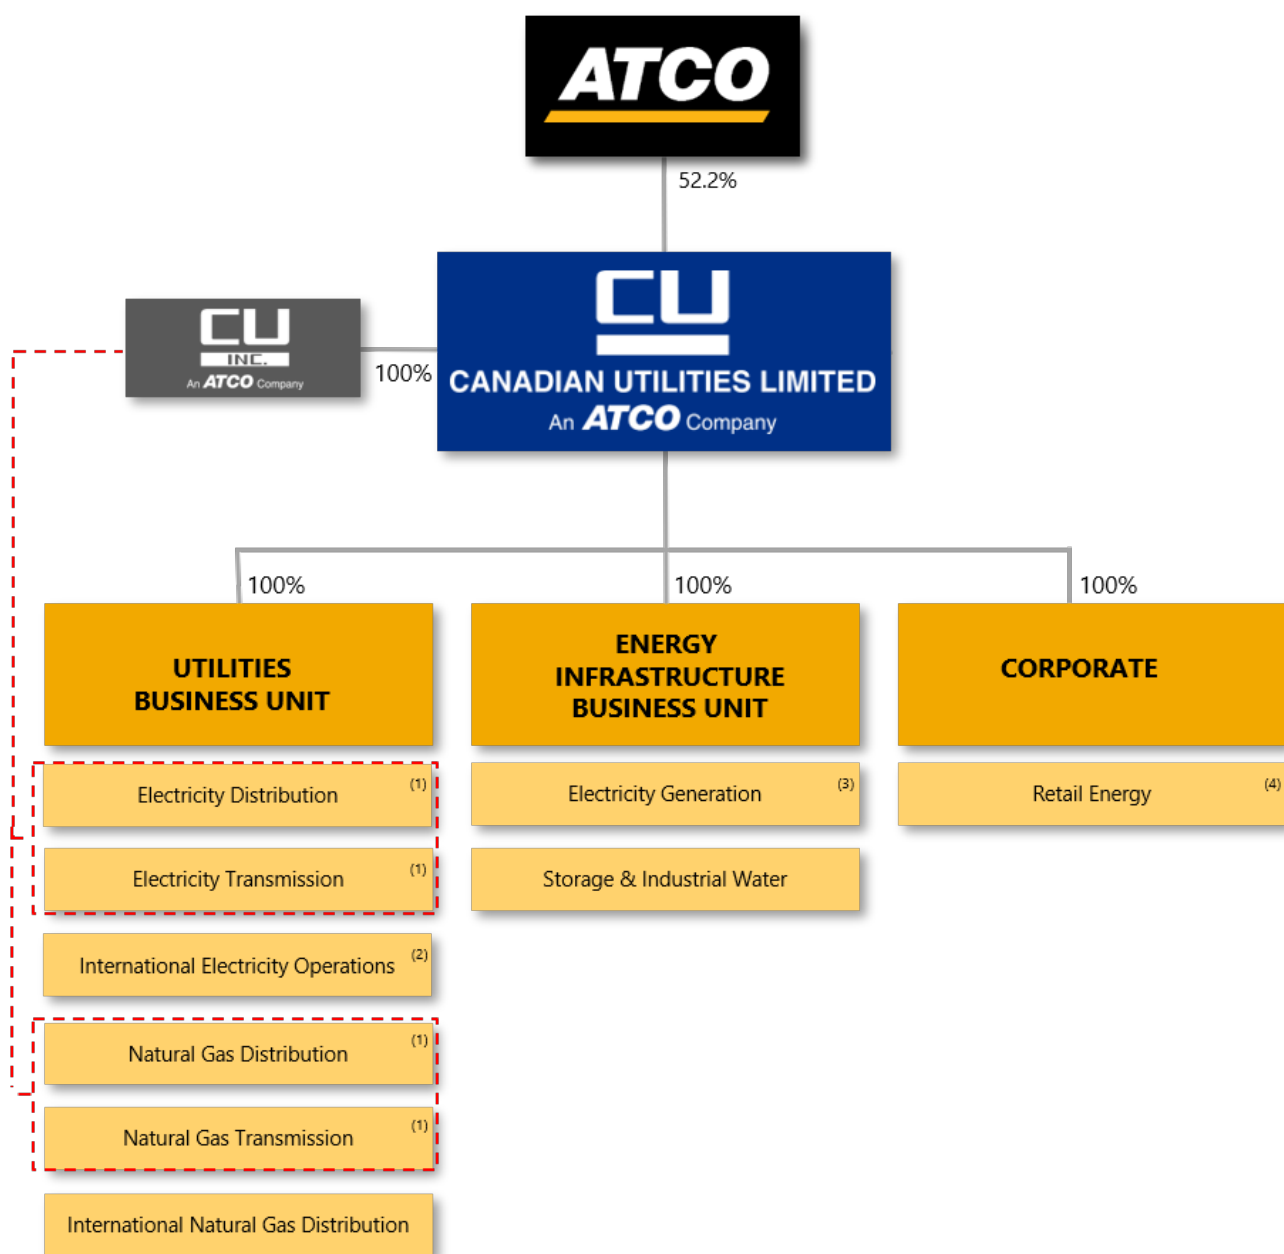 ATCO
52.2%
CU
INC.
An ATCO Company
100%
CU
CANADIAN UTILITIES LIMITED
An ATCO Company
100%
100%
100%
UTILITIES
BUSINESS UNIT
ENERGY
INFRASTRUCTURE
BUSINESS UNIT
CORPORATE
Electricity Distribution (1)
Electricity Generation (3)
Retail Energy (4)
Electricity Transmission (1)
Storage & Industrial Water
International Electricity Operations (2)
Natural Gas Distribution (1)
Natural Gas Transmission (1)
International Natural Gas Distribution